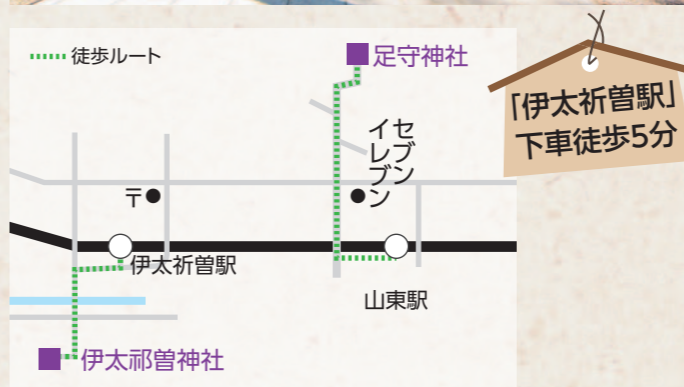 徒歩ルート
足守神社
「伊太祈曽駅」
下車徒歩5分
セブン
イレブン
〒
伊太祈曽駅
山東駅
伊太祁曽神社